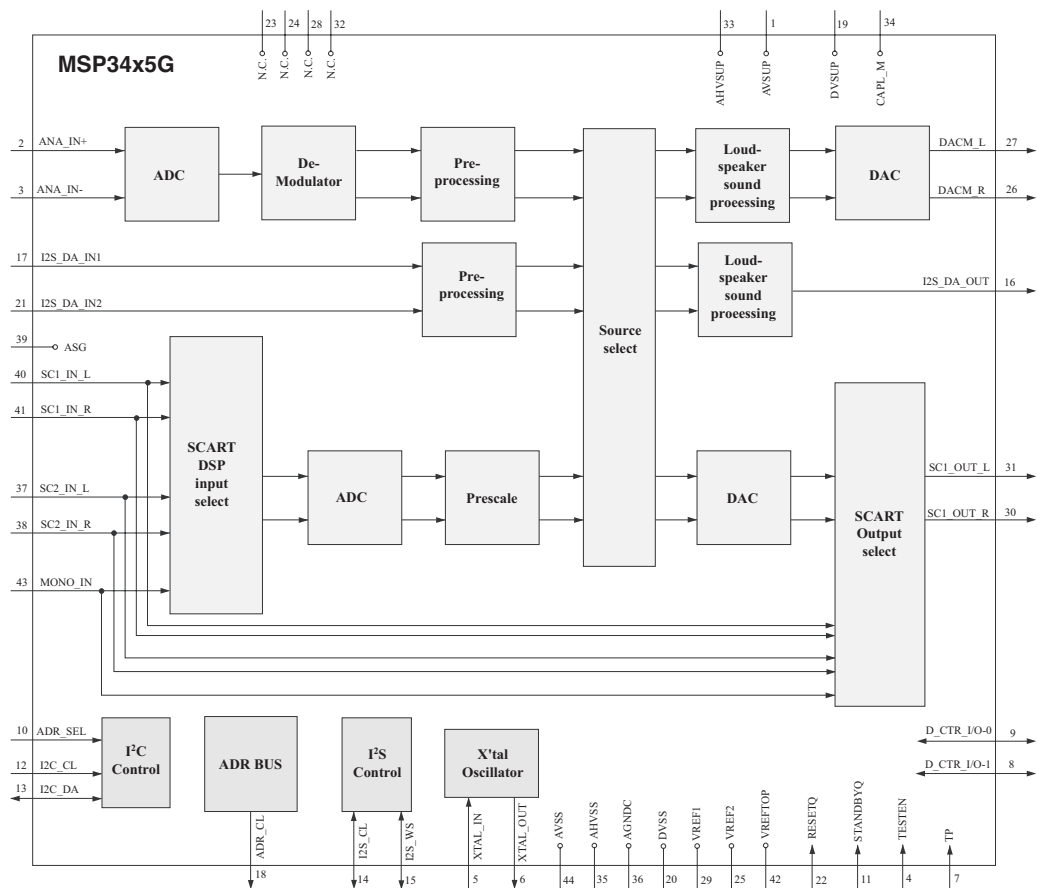 23
24
28
32
33
1
19
34
MSP34x5G
N.C.
N.C.
N.C.
N.C.
AHVSUP
AVSUP
DVSUP
CAPL_M
2
ANA_IN+
3
ANA_IN-
ADC
De-
Modulator
Pre-
processing
Loud-
speaker
sound
proeessing
DAC
DACM_L
27
DACM_R
26
17
I2S_DA_IN1
21
I2S_DA_IN2
Pre-
processing
Source
select
Loud-
speaker
sound
proeessing
I2S_DA_OUT
16
39
ASG
40
SC1_IN_L
41
SC1_IN_R
37
SC2_IN_L
38
SC2_IN_R
43
MONO_IN
SCART
DSP
input
select
ADC
Prescale
DAC
SCART
Output
select
SC1_OUT_L
31
SC1_OUT_R
30
10
ADR_SEL
12
I2C_CL
13
I2C_DA
I²C
Control
ADR BUS
I²S
Control
X'tal
Oscillator
D_CTR_I/O-0
9
D_CTR_I/O-1
8
ADR_CL
I2S_CL
I2S_WS
XTAL_IN
XTAL_OUT
AVSS
AHVSS
AGNDC
DVSS
VREF1
VREF2
VREFTOP
RESETQ
STANDBYQ
TESTEN
TP
18
14
15
5
6
44
35
36
20
29
25
42
22
11
4
7